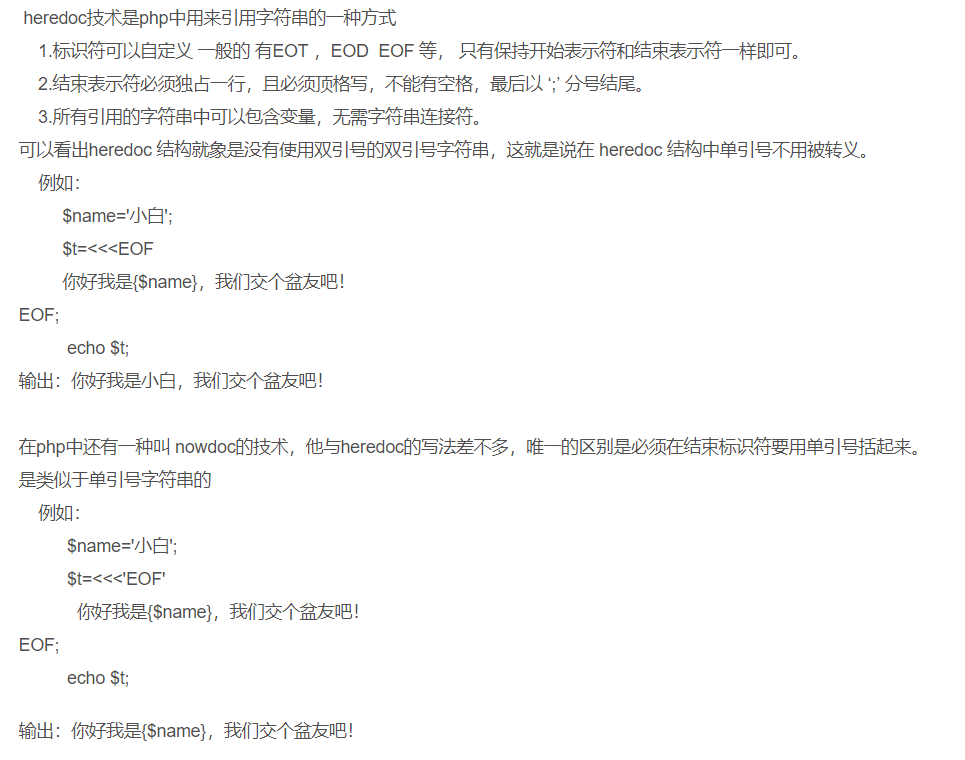 heredoc技术是php中用来引用字符串的一种方式
1.标识符可以自定义 一般的 有EOT ，EOD  EOF 等， 只有保持开始表示符和结束表示符一样即可。
2.结束表示符必须独占一行，且必须顶格写，不能有空格，最后以 ‘;’ 分号结尾。
3.所有引用的字符串中可以包含变量，无需字符串连接符。
可以看出heredoc 结构就象是没有使用双引号的双引号字符串，这就是说在 heredoc 结构中单引号不用被转义。
例如：
$name='小白';
$t=<<<EOF
你好我是{$name}，我们交个盆友吧！
EOF;
echo $t;
输出：你好我是小白，我们交个盆友吧！
在php中还有一种叫 nowdoc的技术，他与heredoc的写法差不多，唯一的区别是必须在结束标识符要用单引号括起来。
是类似于单引号字符串的
例如：
$name='小白';
$t=<<<'EOF'
你好我是{$name}，我们交个盆友吧！
EOF;
echo $t;
输出：你好我是{$name}，我们交个盆友吧！